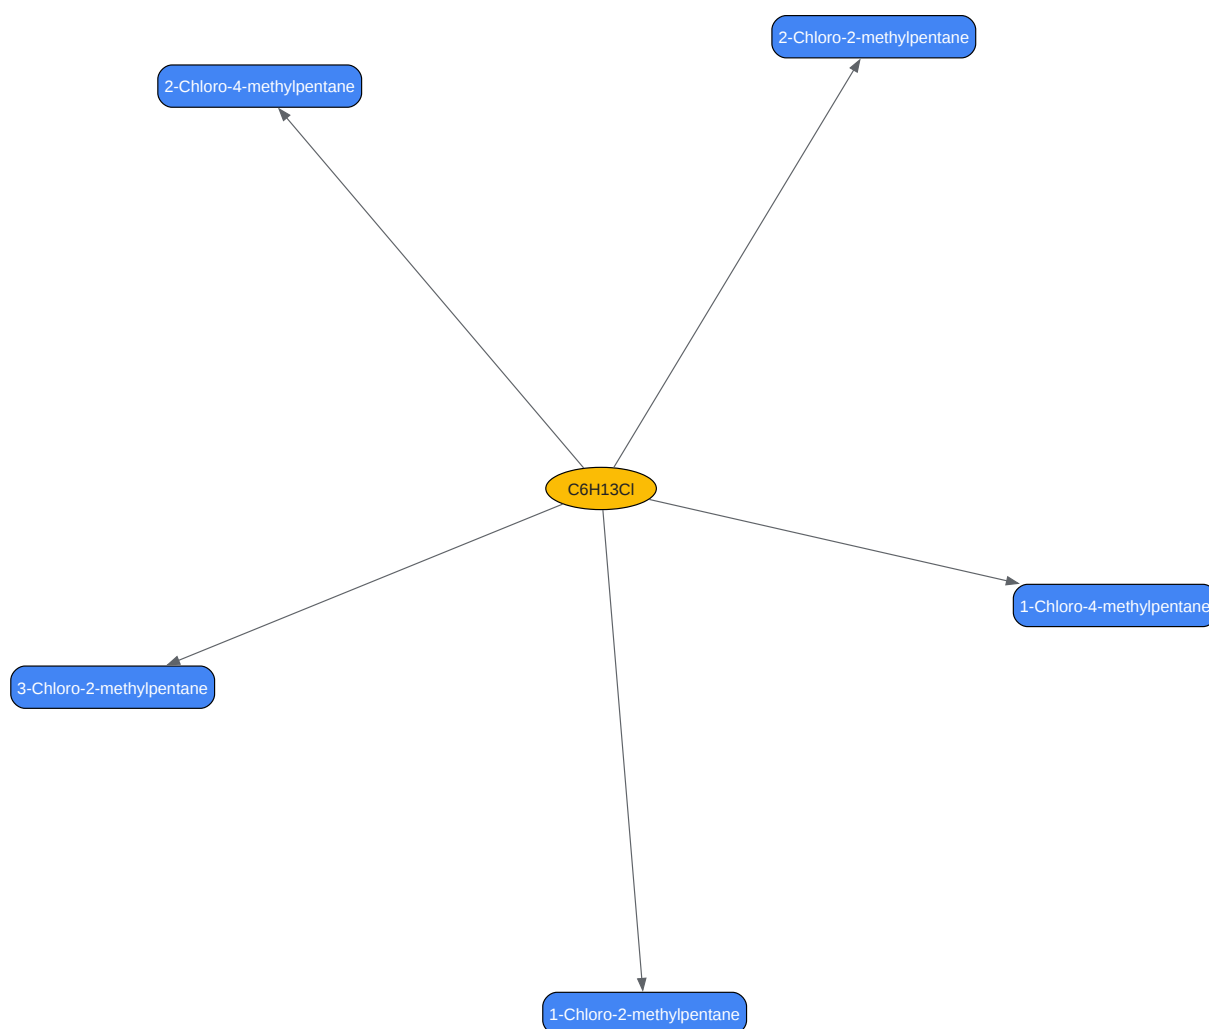 2-Chloro-2-methylpentane
2-Chloro-4-methylpentane
C6H13Cl
1-Chloro-4-methylpentane
3-Chloro-2-methylpentane
1-Chloro-2-methylpentane